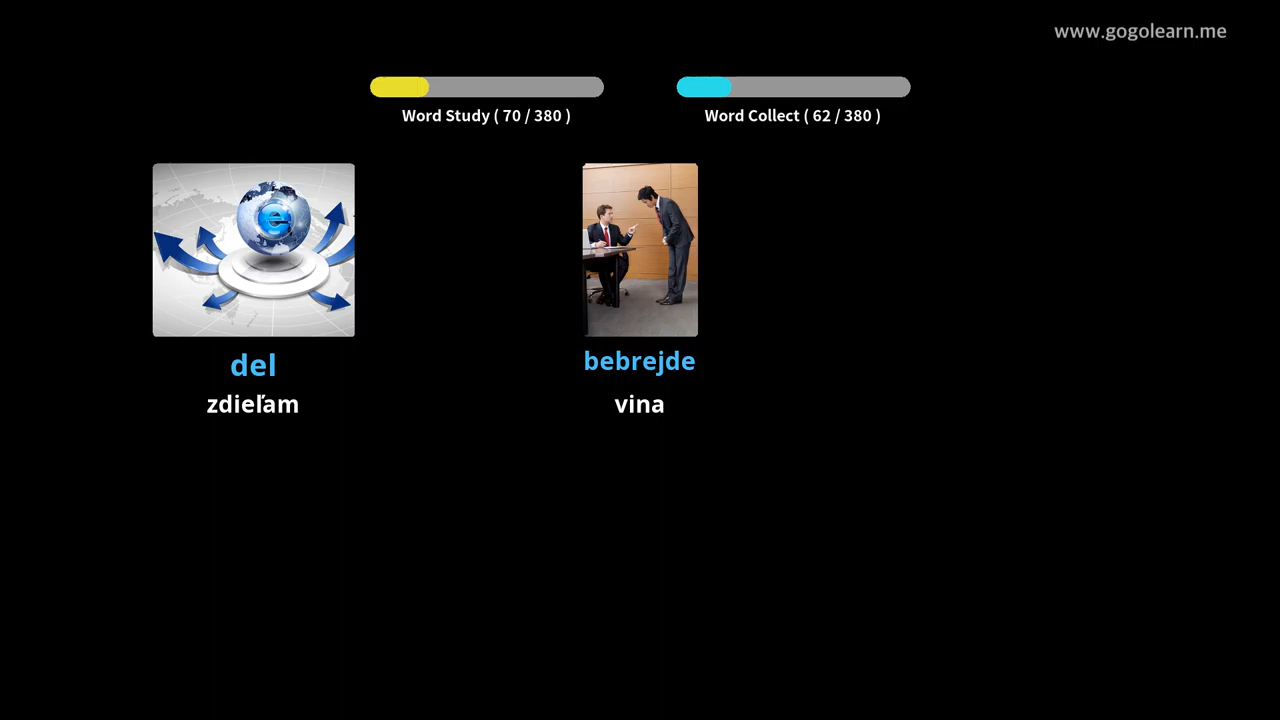 www.gogolearn.me
Word Study ( 70 / 380 )
Word Collect ( 62 / 380 )
e
del
zdieľam
bebrejde
vina